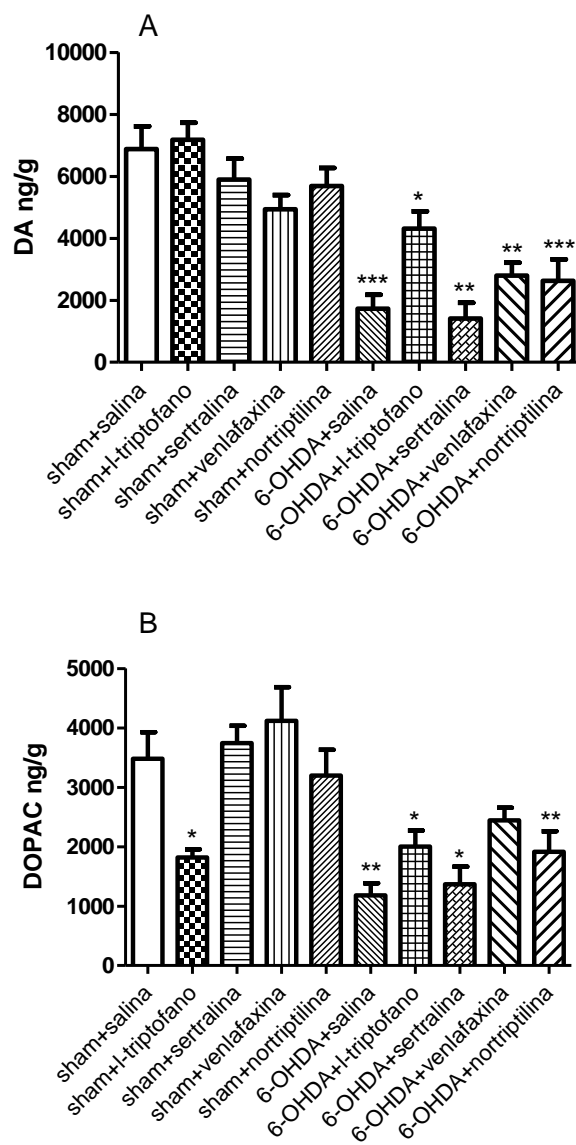 A
10000
8000
6000
4000
2000
0
DA ng/g
*
***
**
**
***
sham+salina
sham+l-triptofano
sham+sertralina
sham+venlafaxina
sham+nortriptilina
6-OHDA+salina
6-OHDA+l-triptofano
6-OHDA+sertralina
6-OHDA+venlafaxina
6-OHDA+nortriptilina
B
5000
4000
3000
2000
1000
0
DOPAC ng/g
*
**
*
*
**
sham+salina
sham+l-triptofano
sham+sertralina
sham+venlafaxina
sham+nortriptilina
6-OHDA+salina
6-OHDA+l-triptofano
6-OHDA+sertralina
6-OHDA+venlafaxina
6-OHDA+nortriptilina